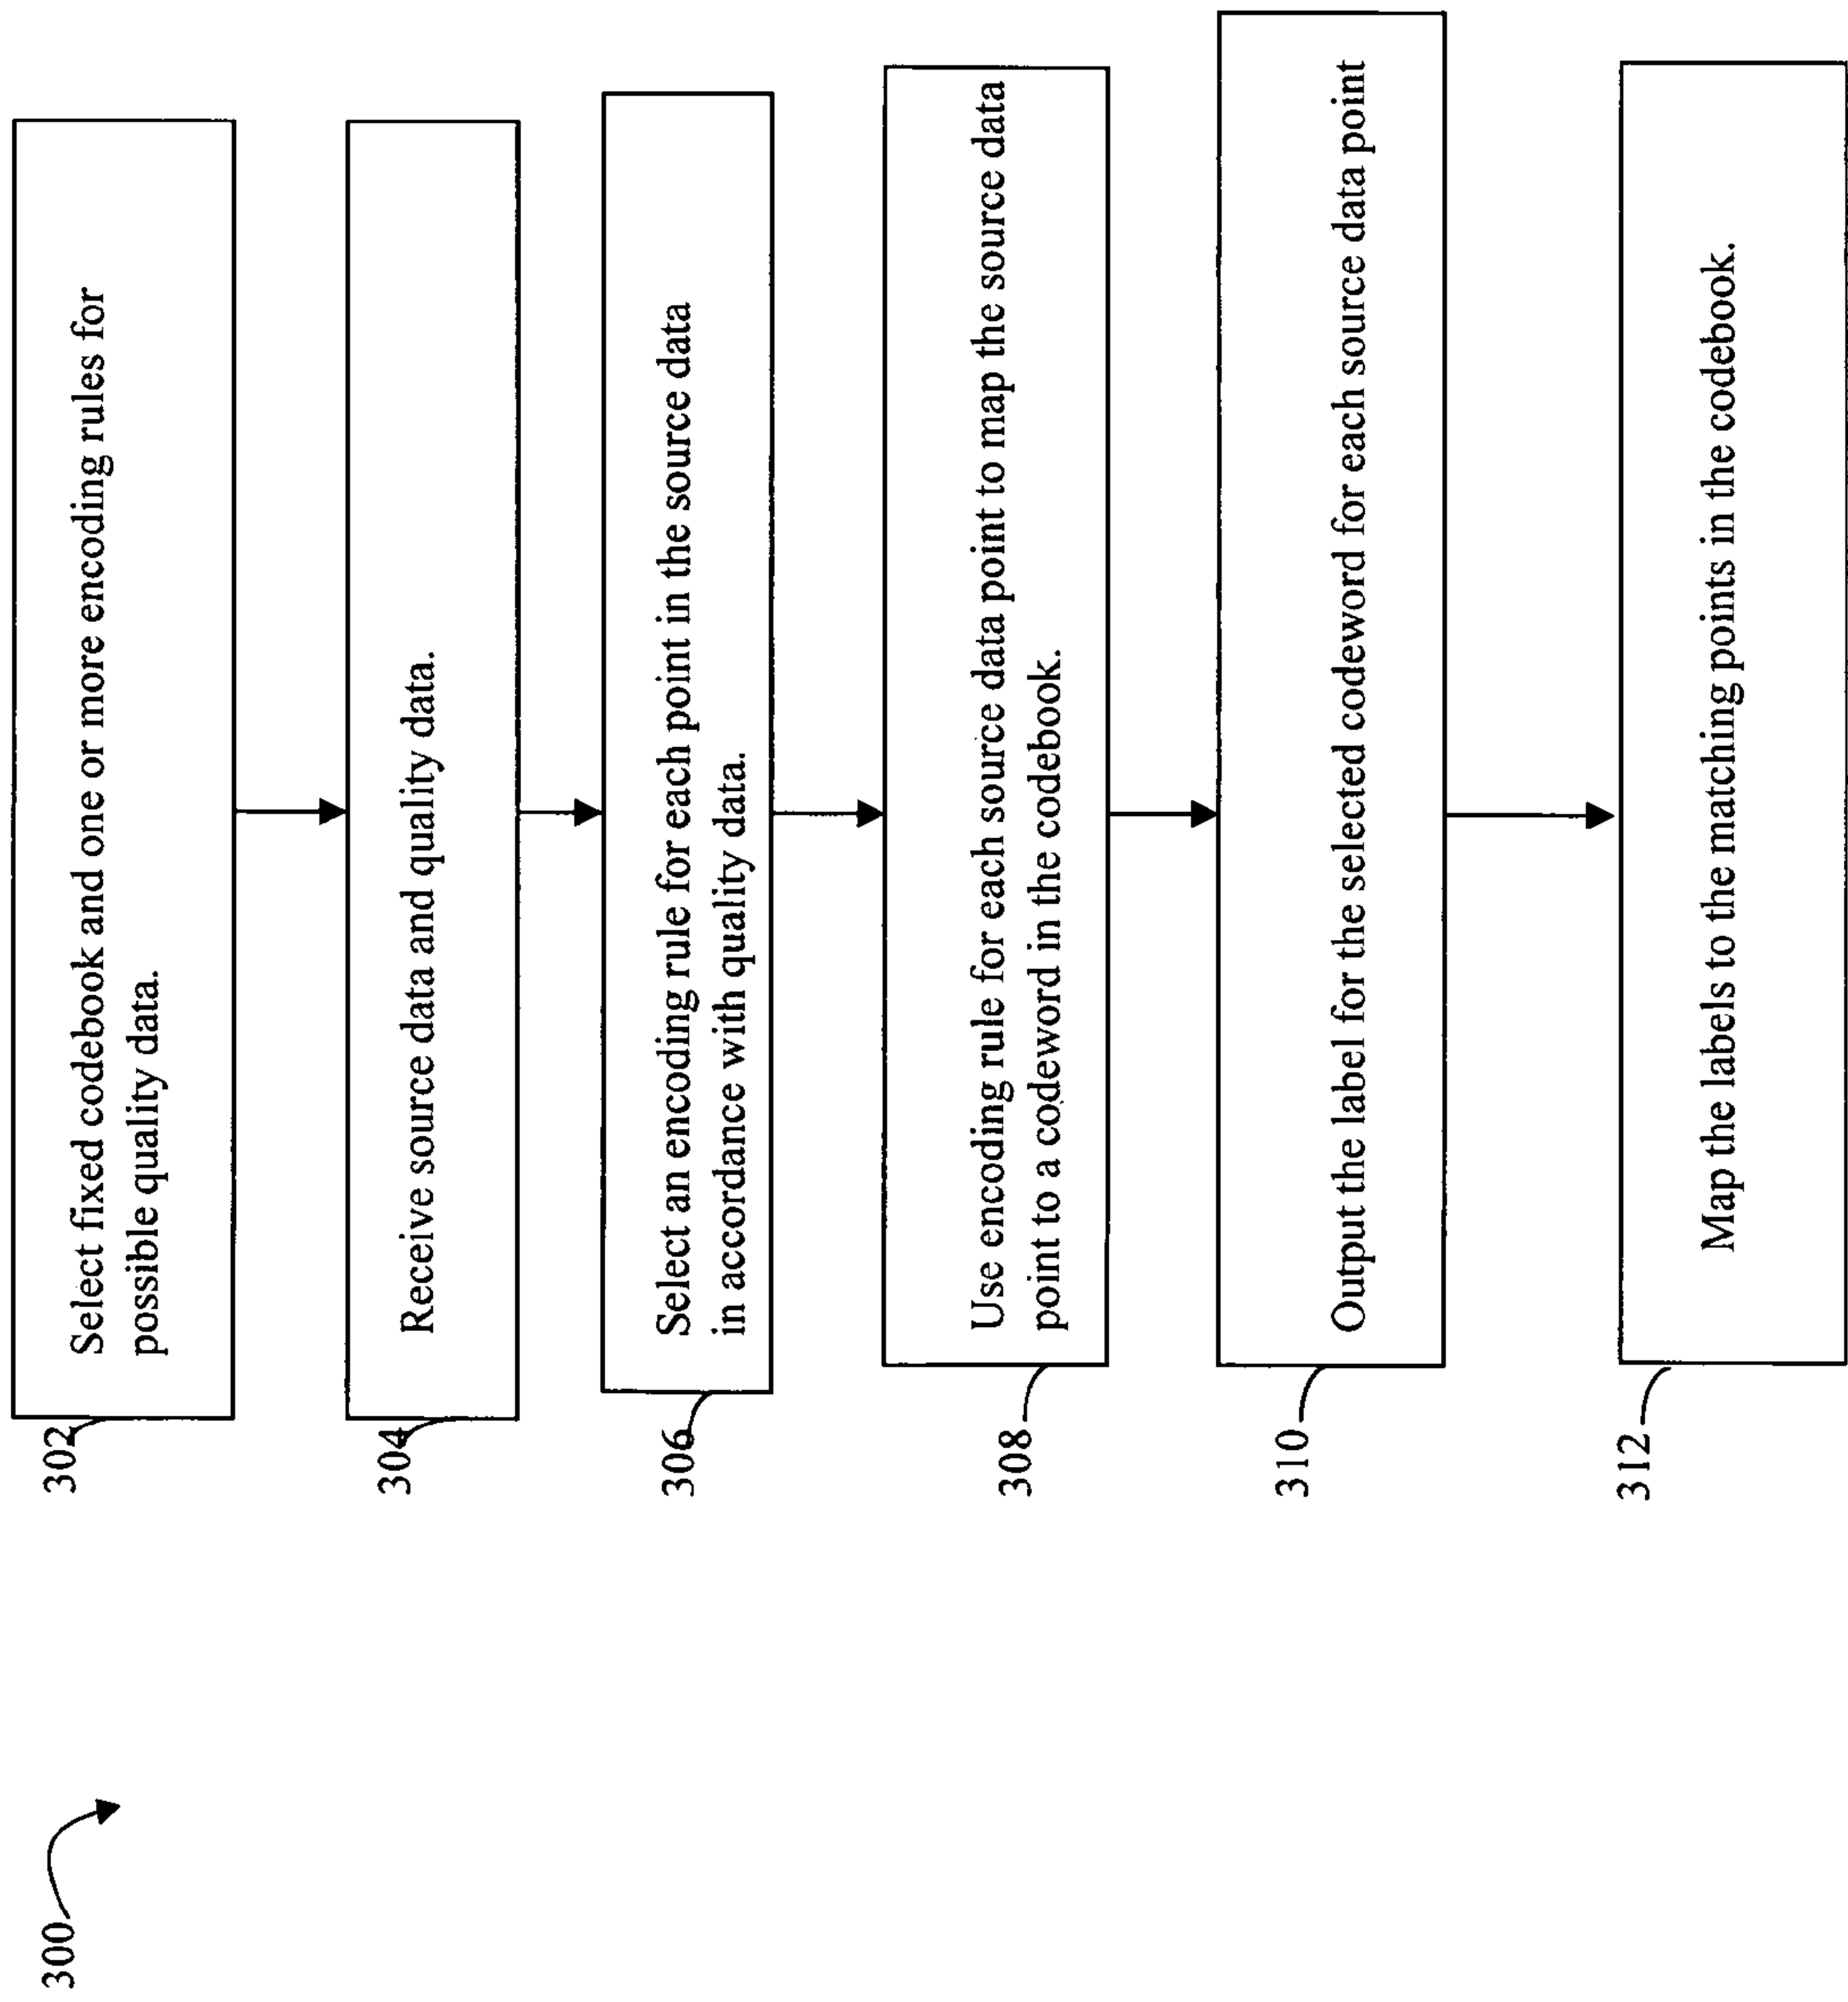 300
302
Select fixed codebook and one or more encoding rules for
possible quality data.
304
Receive source data and quality data.
306
Select an encoding rule for each point in the source data
in accordance with quality data.
308
Use encoding rule for each source data point to map the source data
point to a codeword in the codebook.
310
Output the label for the selected codeword for each source data point
312
Map the labels to the matching points in the codebook.